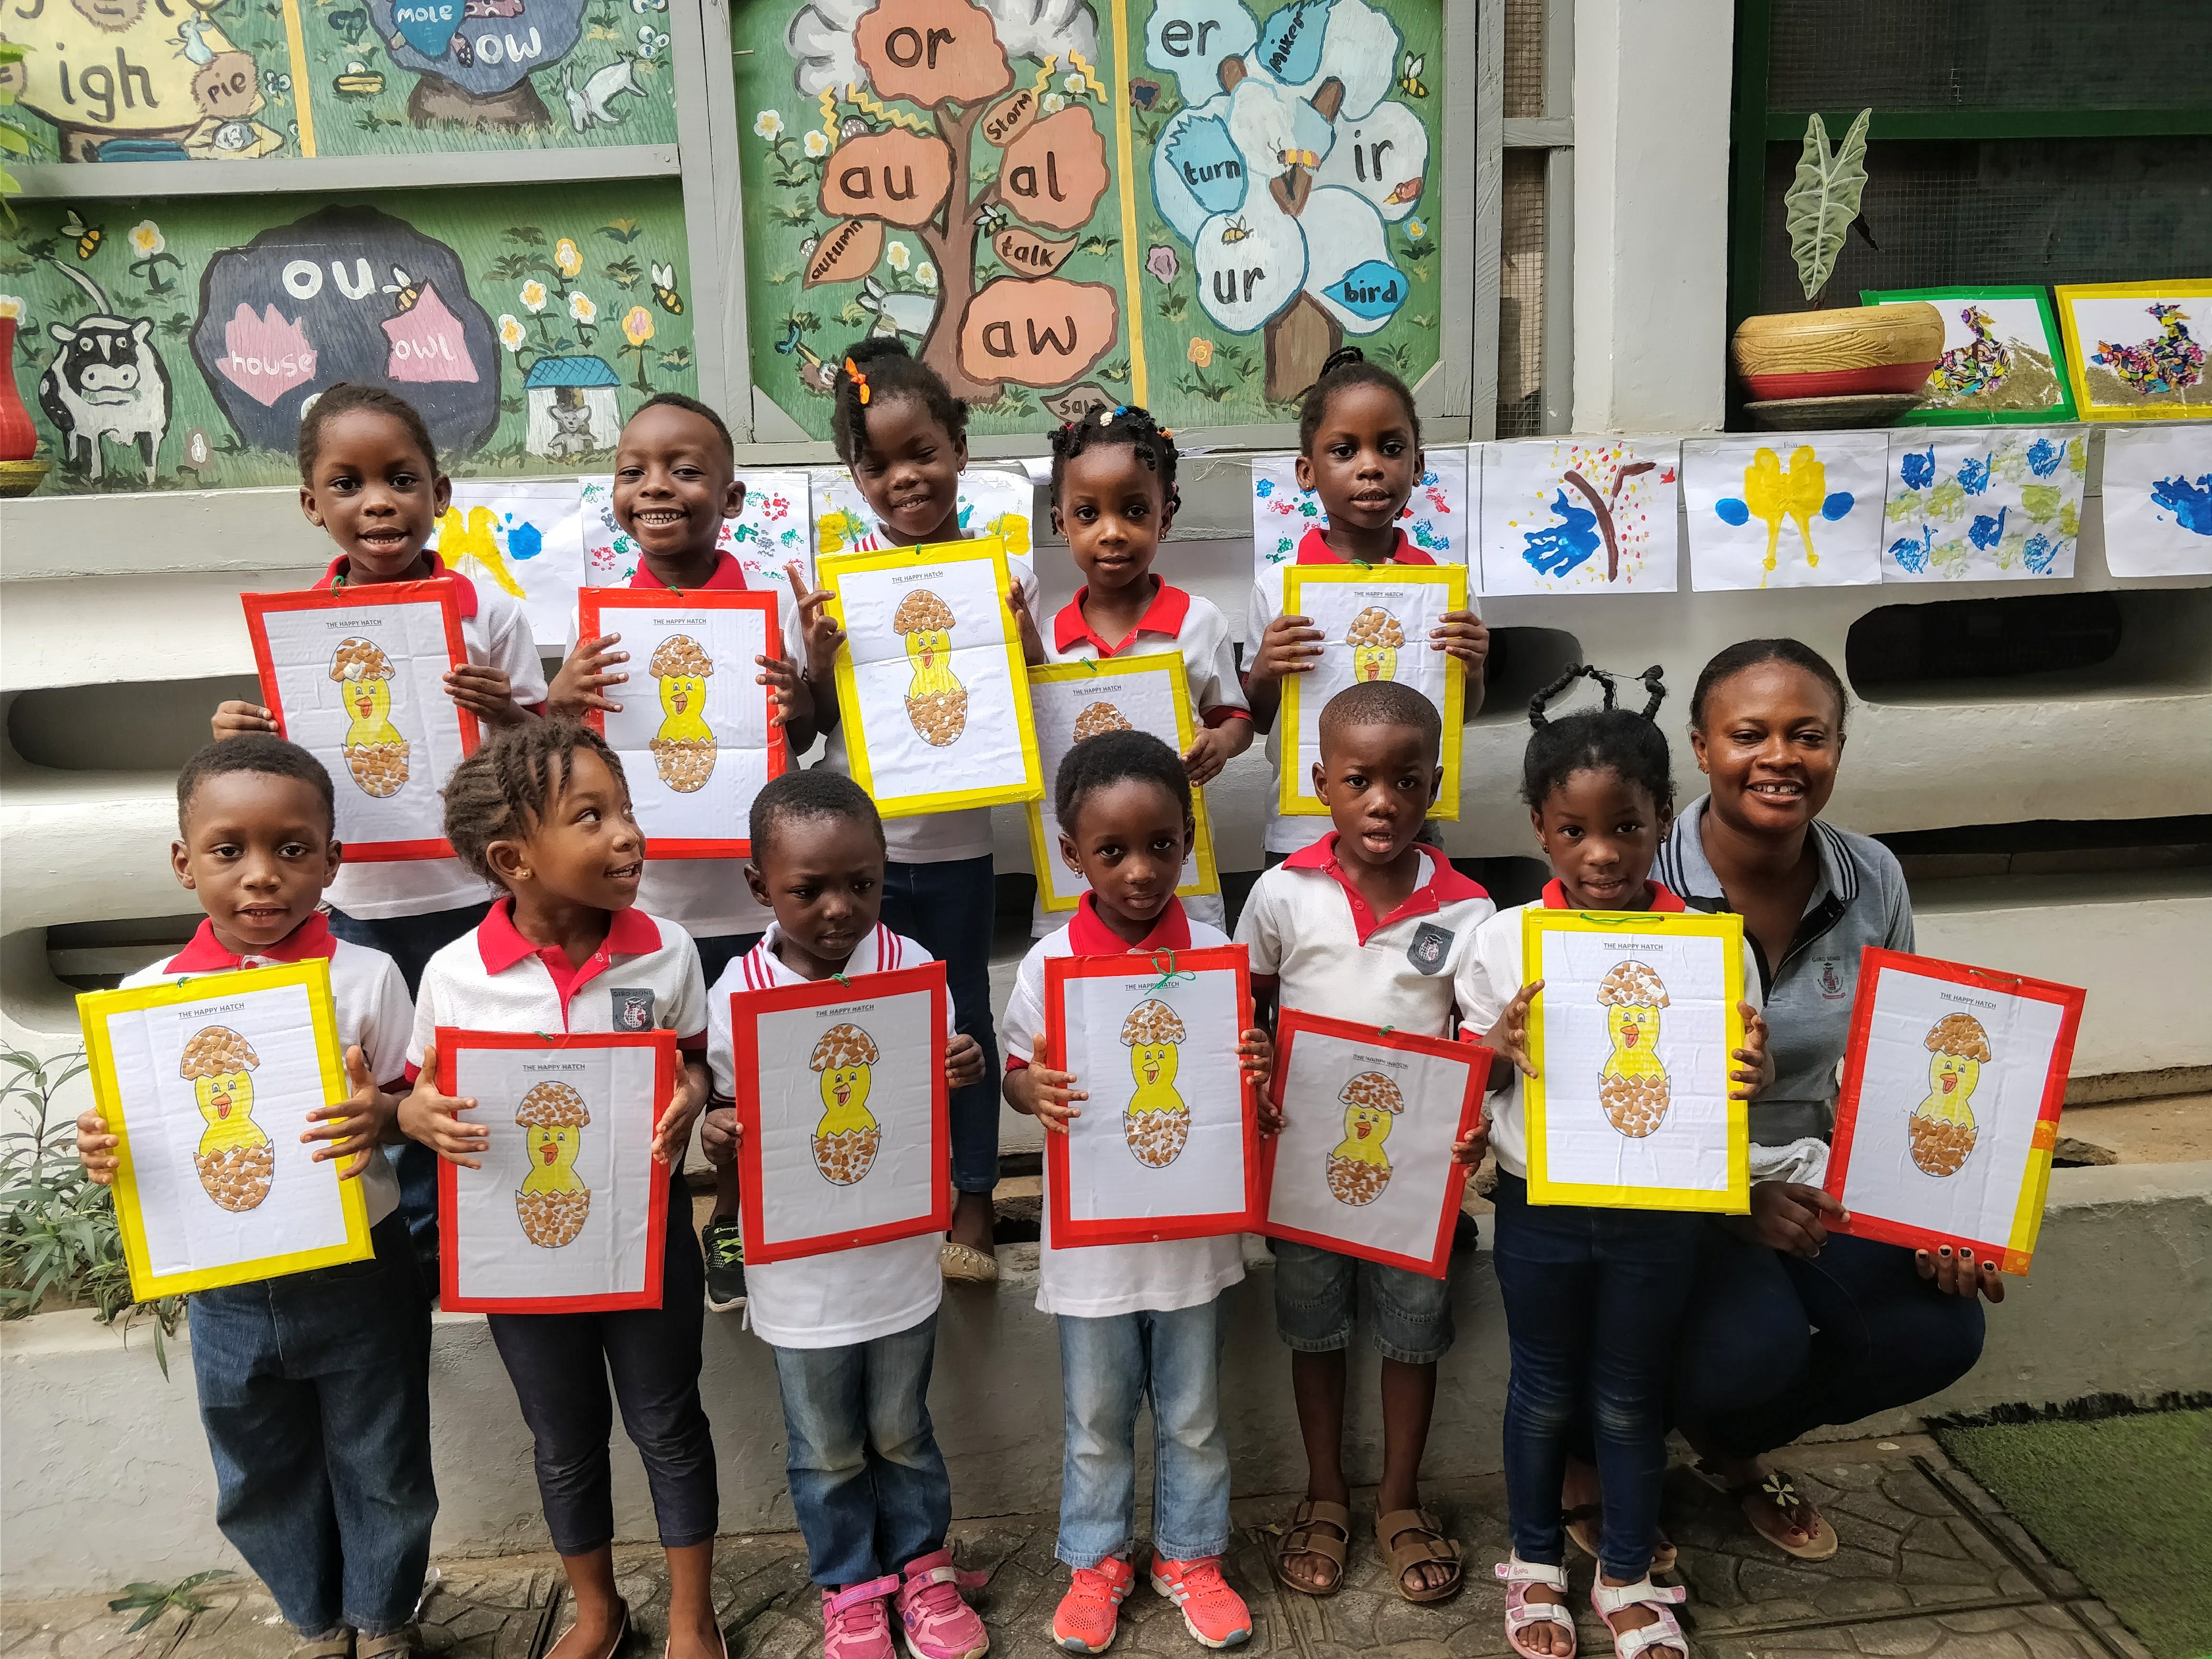 igh
pie
mole
ow
ou
house
owl
or
storm
au
al
autumn
talk
aw
er
turn
ir
ur
bird
THE HAPPY HATCH
THE HAPPY HATCH
THE HAPPY HATCH
THE HAPPY HATCH
THE HAPPY HATCH
THE HAPPY HATCH
THE HAPPY HATCH
THE HAPPY HATCH
THE HAPPY HATCH
THE HAPPY HATCH
THE HAPPY HATCH
THE HAPPY HATCH